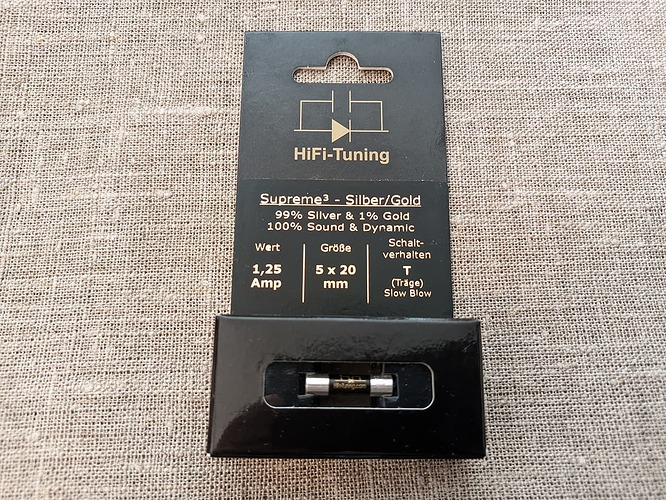 HiFi-Tuning
Supreme³ - Silber/Gold
99% Silver & 1% Gold
100% Sound & Dynamic
Wert
1,25
Amp
Größe
5 x 20
mm
Schalt-
verhalten
T
(Träge)
Slow Blow